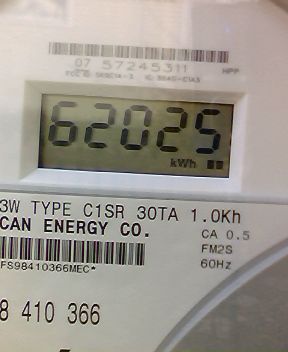 07 57245311 HPP
62025
kWh
3W TYPE C1SR 30TA 1.0Kh
CAN ENERGY CO. CA 0.5
FM2S
FS98410366MEC* 60Hz
8 410 366